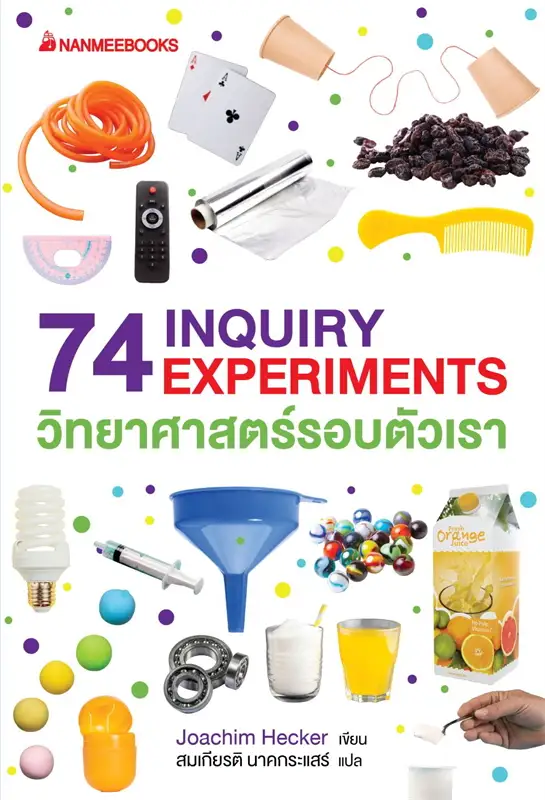 NANMEEBOOKS
74 INQUIRY
EXPERIMENTS
วิทยาศาสตร์รอบตัวเรา
Fresh
Orange
Juice
Joachim Hecker เขียน
สมเกียรติ นาคกระแสร์ แปล